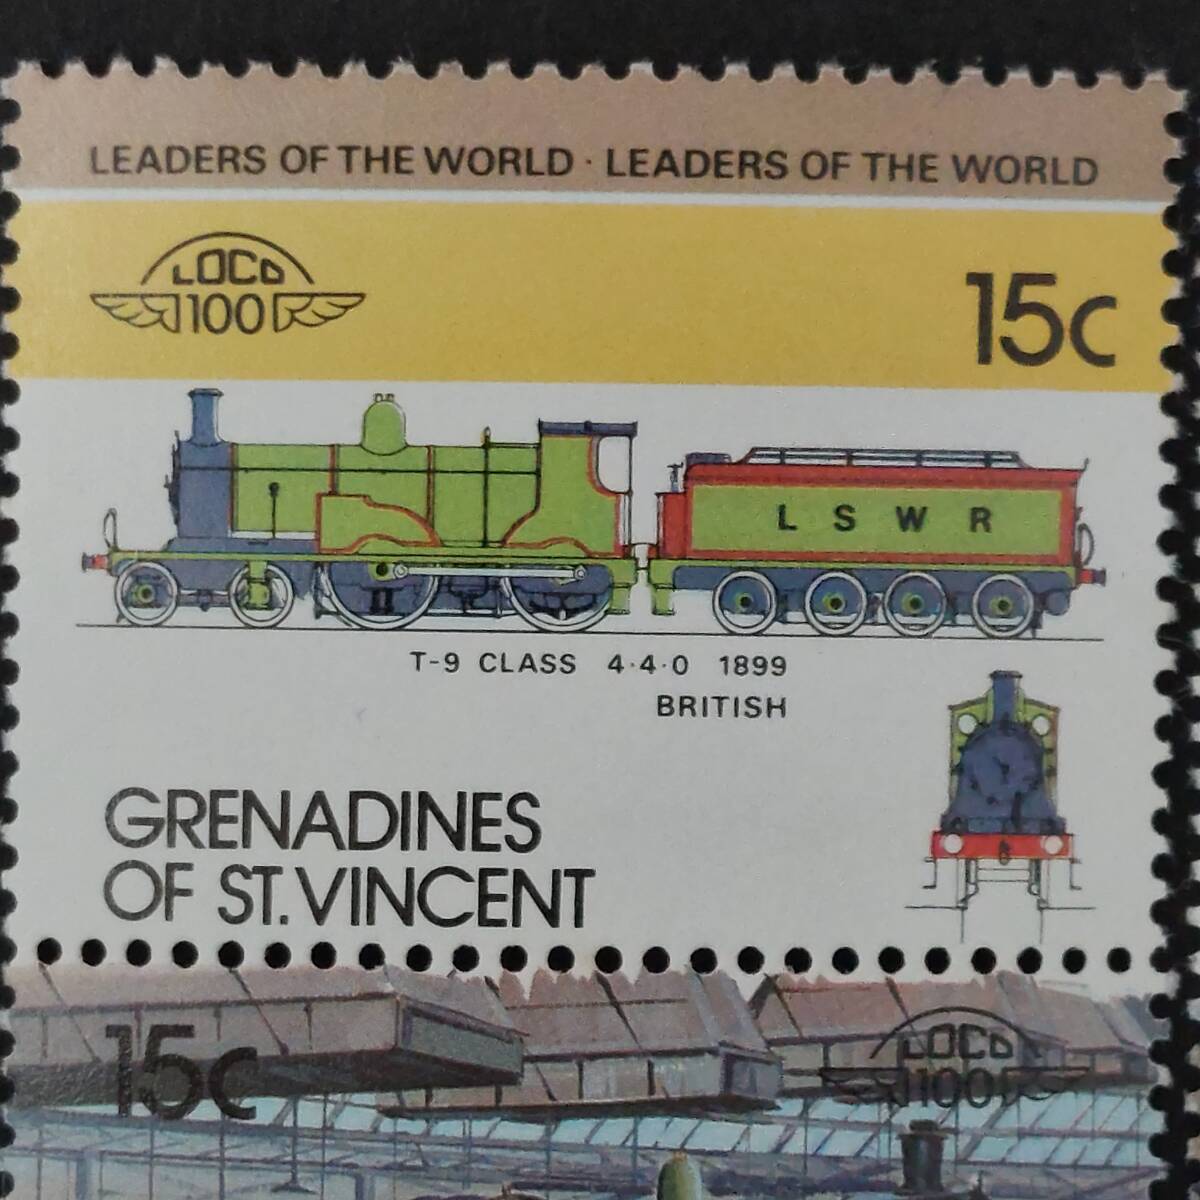 LEADERS OF THE WORLD · LEADERS OF THE WORLD
LOCO
100
15c
L S W R
T-9 CLASS 4·4·0 1899
BRITISH
GRENADINES
OF ST. VINCENT
15c
LOCO
100